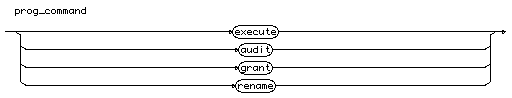 prog_command
execute
audit
grant
rename